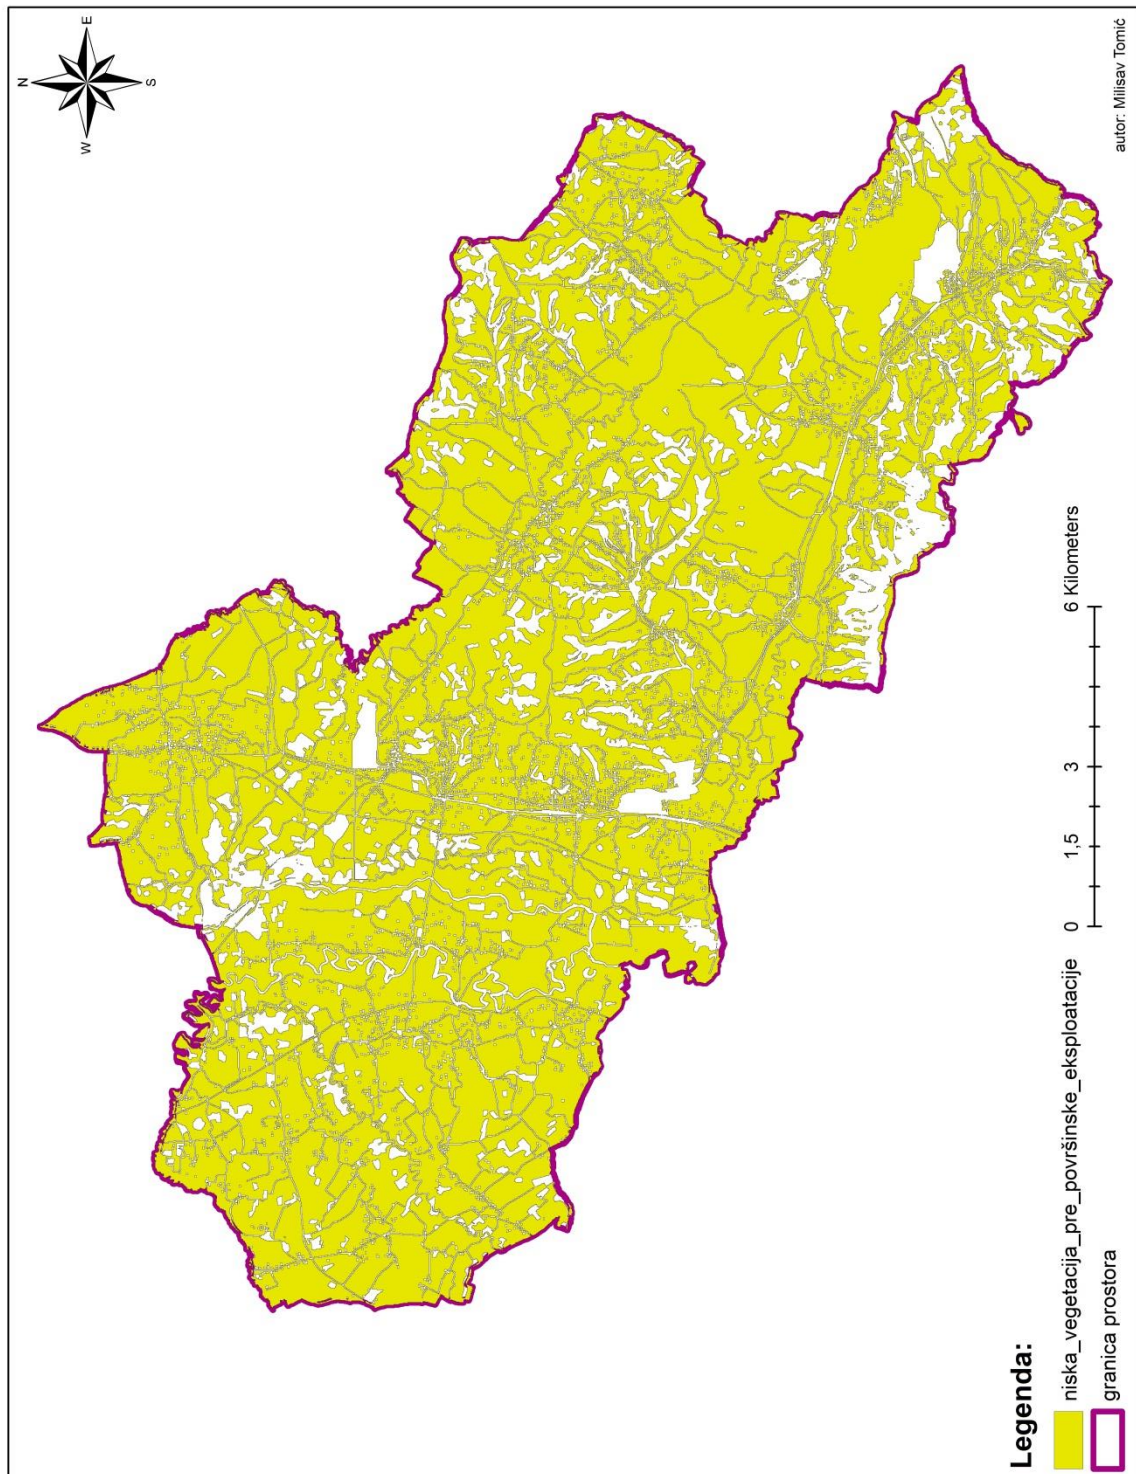 N
W
E
S
Legenda:
niska_vegetacija_pre_površinske_eksploatacije
granica prostora
0
1,5
3
6 Kilometers
autor: Milisav Tomić